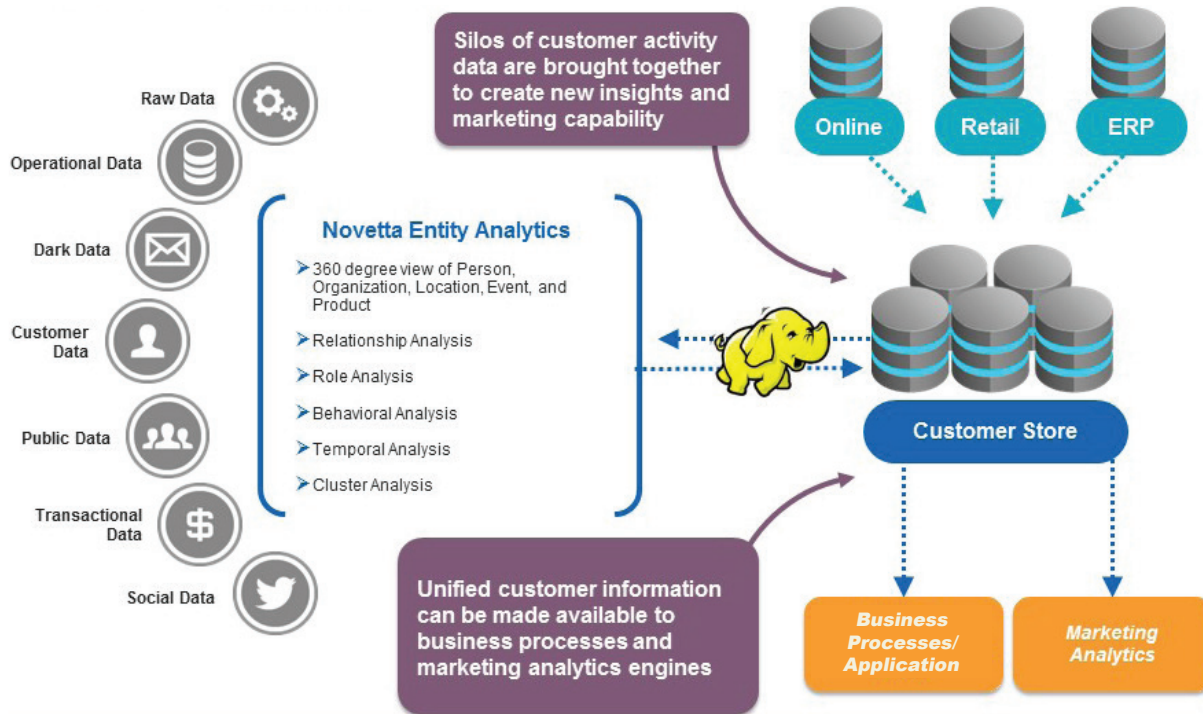 Raw Data
Operational Data
Dark Data
Customer
Data
Public Data
Transactional
Data
Social Data
Novetta Entity Analytics
360 degree view of Person,
Organization, Location, Event, and
Product
Relationship Analysis
Role Analysis
Behavioral Analysis
Temporal Analysis
Cluster Analysis
Silos of customer activity
data are brought together
to create new insights and
marketing capability
Online
Retail
ERP
Customer Store
Unified customer information
can be made available to
business processes and
marketing analytics engines
Business
Processes/
Application
Marketing
Analytics